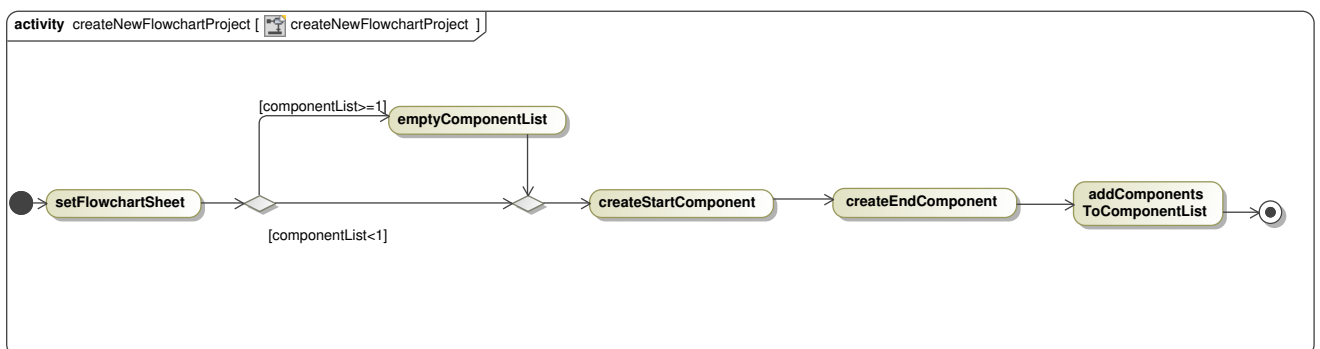 activity createNewFlowchartProject [ createNewFlowchartProject ]
[componentList>=1]
emptyComponentList
setFlowchartSheet
createStartComponent
createEndComponent
addComponents
ToComponentList
[componentList<1]